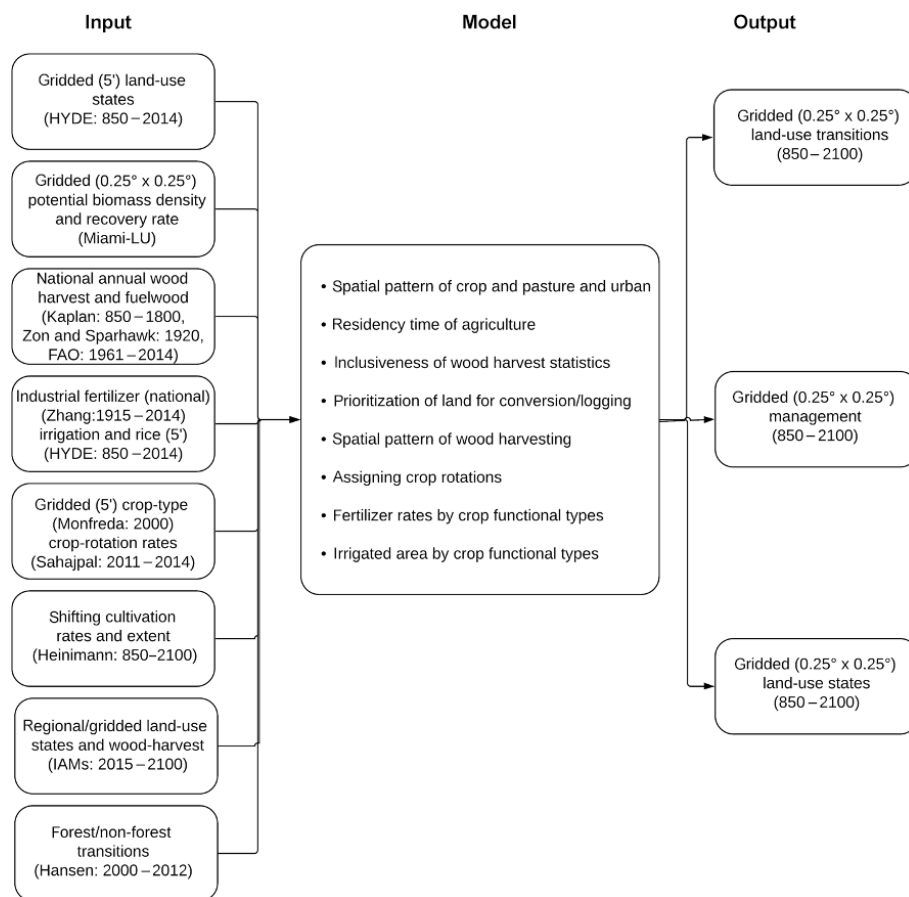 Input
Model
Output
Gridded (5') land-use
states
(HYDE: 850 – 2014)
Gridded (0.25° x 0.25°)
potential biomass density
and recovery rate
(Miami-LU)
National annual wood
harvest and fuelwood
(Kaplan: 850 – 1800,
Zon and Sparhawk: 1920,
FAO: 1961 – 2014)
Industrial fertilizer (national)
(Zhang:1915 – 2014)
irrigation and rice (5')
(HYDE: 850 – 2014)
Gridded (5') crop-type
(Monfreda: 2000)
crop-rotation rates
(Sahajpal: 2011 – 2014)
Shifting cultivation
rates and extent
(Heinimann: 850–2100)
Regional/gridded land-use
states and wood-harvest
(IAMs: 2015 – 2100)
Forest/non-forest
transitions
(Hansen: 2000 – 2012)
• Spatial pattern of crop and pasture and urban
• Residency time of agriculture
• Inclusiveness of wood harvest statistics
• Prioritization of land for conversion/logging
• Spatial pattern of wood harvesting
• Assigning crop rotations
• Fertilizer rates by crop functional types
• Irrigated area by crop functional types
Gridded (0.25° x 0.25°)
land-use transitions
(850 – 2100)
Gridded (0.25° x 0.25°)
management
(850 – 2100)
Gridded (0.25° x 0.25°)
land-use states
(850 – 2100)